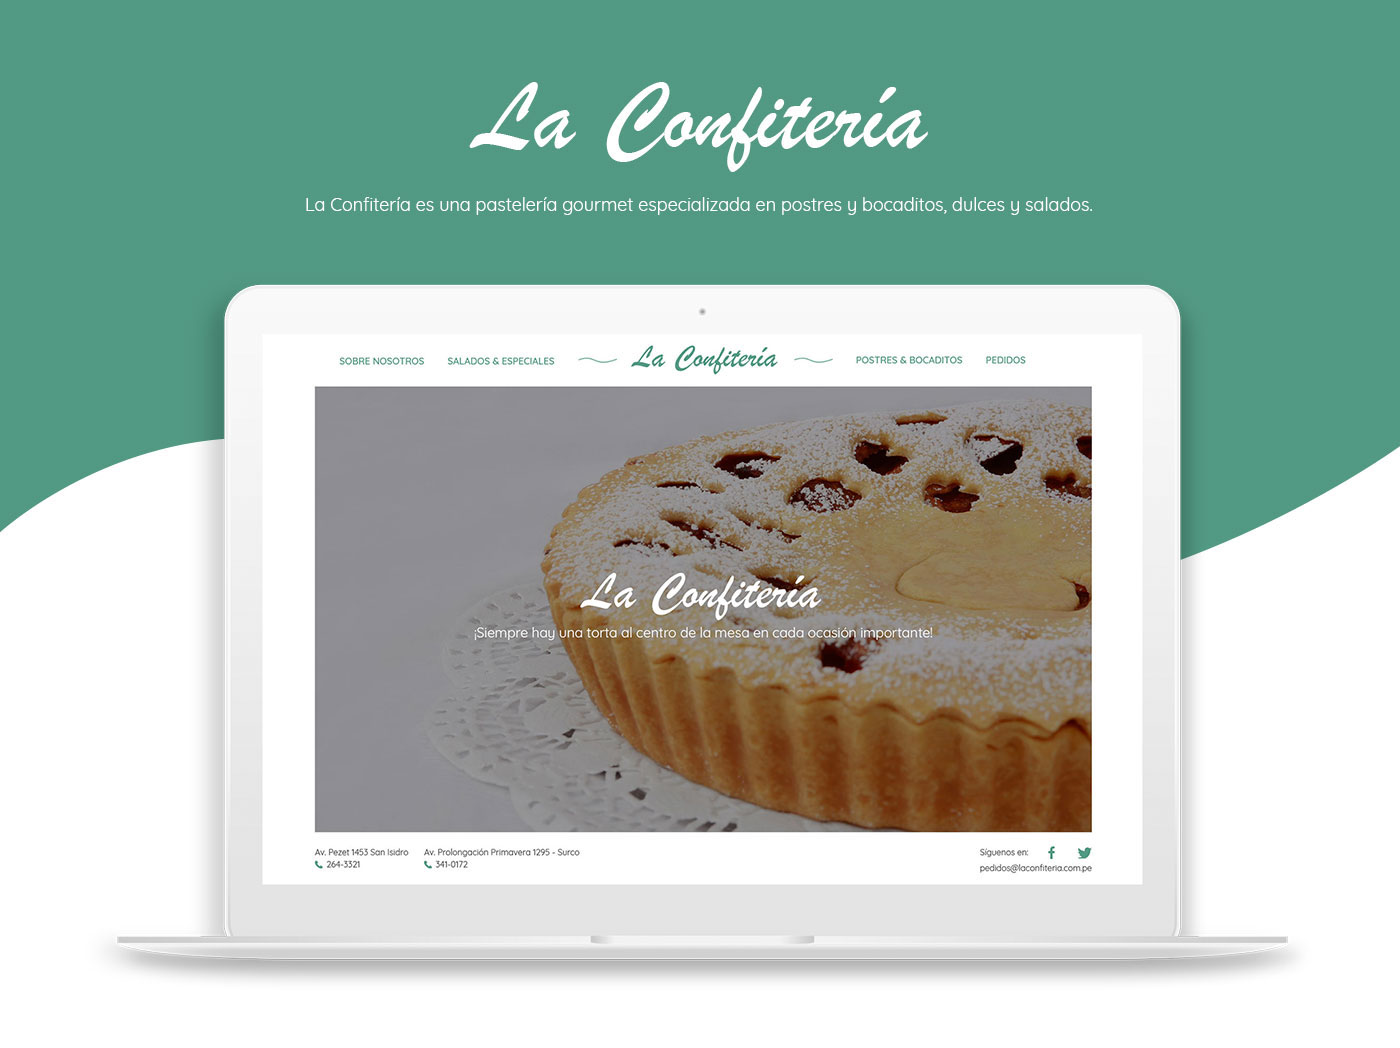 La Confitería
La Confitería es una pastelería gourmet especializada en postres y bocaditos, dulces y salados.
SOBRE NOSOTROS
SALADOS & ESPECIALES
La Confitería
POSTRES & BOCADITOS
PEDIDOS
La Confitería
¡Siempre hay una torta al centro de la mesa en cada ocasión importante!
Av. Pezet 1453 San Isidro
264-3321
Av. Prolongación Primavera 1295 - Surco
341-0172
Síguenos en:
pedidos@laconfiteria.com.pe